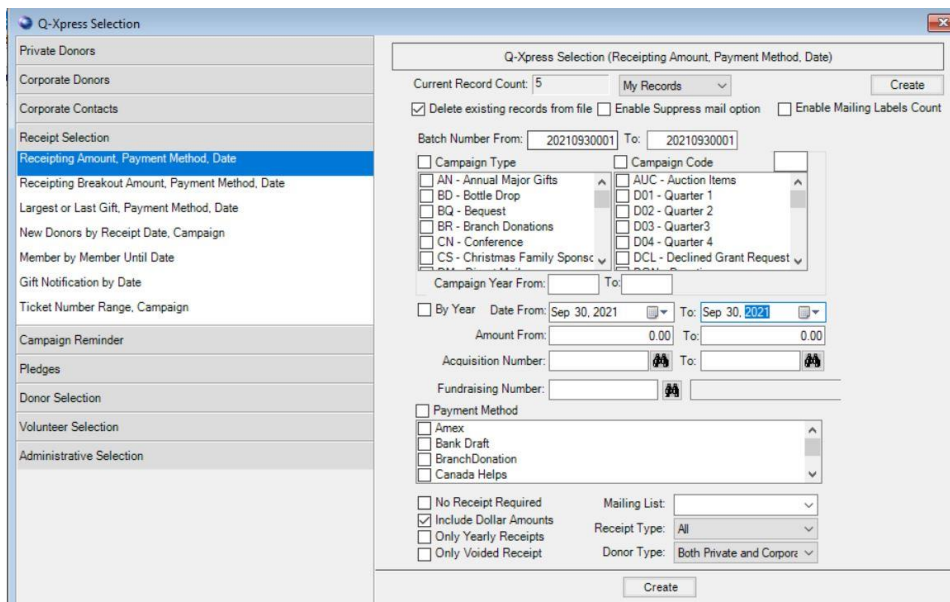 Q-Xpress Selection
Private Donors
Corporate Donors
Corporate Contacts
Receipt Selection
Receipting Amount, Payment Method, Date
Receipting Breakout Amount, Payment Method, Date
Largest or Last Gift, Payment Method, Date
New Donors by Receipt Date, Campaign
Member by Member Until Date
Gift Notification by Date
Ticket Number Range, Campaign
Campaign Reminder
Pledges
Donor Selection
Volunteer Selection
Administrative Selection
Q-Xpress Selection (Receipting Amount, Payment Method, Date)
Current Record Count: 5 My Records Create
Delete existing records from file Enable Suppress mail option Enable Mailing Labels Count
Batch Number From: 20210930001 To: 20210930001
Campaign Type Campaign Code
AN - Annual Major Gifts AUC - Auction Items
BD - Bottle Drop D01 - Quarter 1
BQ - Bequest D02 - Quarter 2
BR - Branch Donations D03 - Quarter3
CN - Conference D04 - Quarter 4
CS - Christmas Family Sponsc DCL - Declined Grant Request
Campaign Year From: To:
By Year Date From: Sep 30, 2021 To: Sep 30, 2021
Amount From: 0.00 To: 0.00
Acquisition Number: To:
Fundraising Number:
Payment Method
Amex
Bank Draft
BranchDonation
Canada Helps
No Receipt Required Mailing List:
Include Dollar Amounts Receipt Type: All
Only Yearly Receipts
Only Voided Receipt Donor Type: Both Private and Corpora
Create